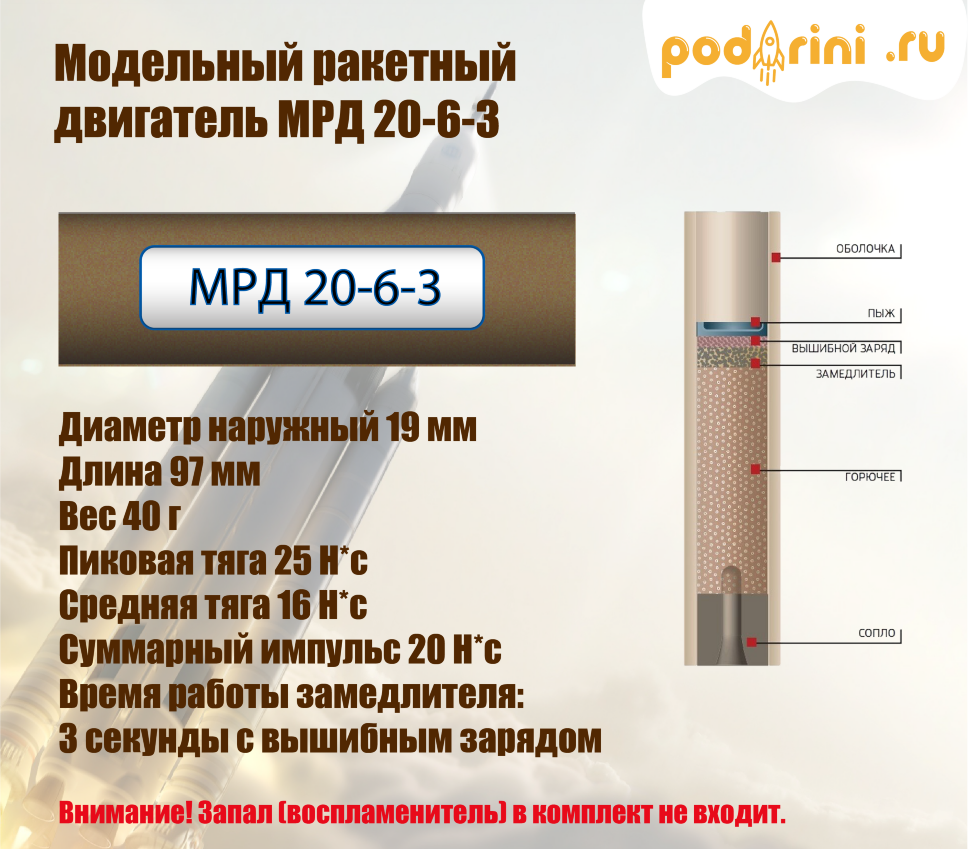 Модельный ракетный
двигатель МРД 20-6-3
podarini.ru
МРД 20-6-3
ОБОЛОЧКА
ПЫЖ
ВЫШИБНОЙ ЗАРЯД
ЗАМЕДЛИТЕЛЬ
ГОРЮЧЕЕ
СОПЛО
Диаметр наружный 19 мм
Длина 97 мм
Вес 40 г
Пиковая тяга 25 Н*с
Средняя тяга 16 Н*с
Суммарный импульс 20 Н*с
Время работы замедлителя:
3 секунды с вышибным зарядом
Внимание! Запал (воспламенитель) в комплект не входит.